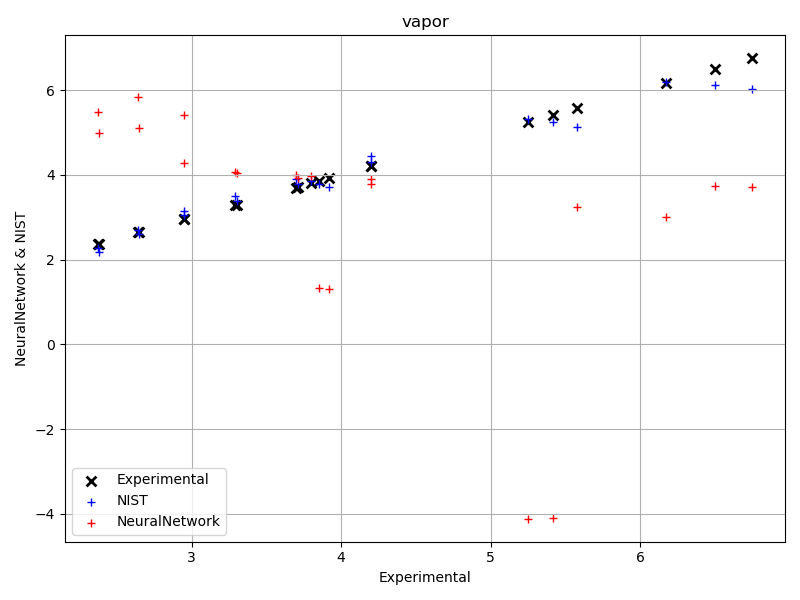 vapor
6
4
2
0
−2
−4
NeuralNetwork & NIST
Experimental
NIST
NeuralNetwork
3
4
5
6
Experimental